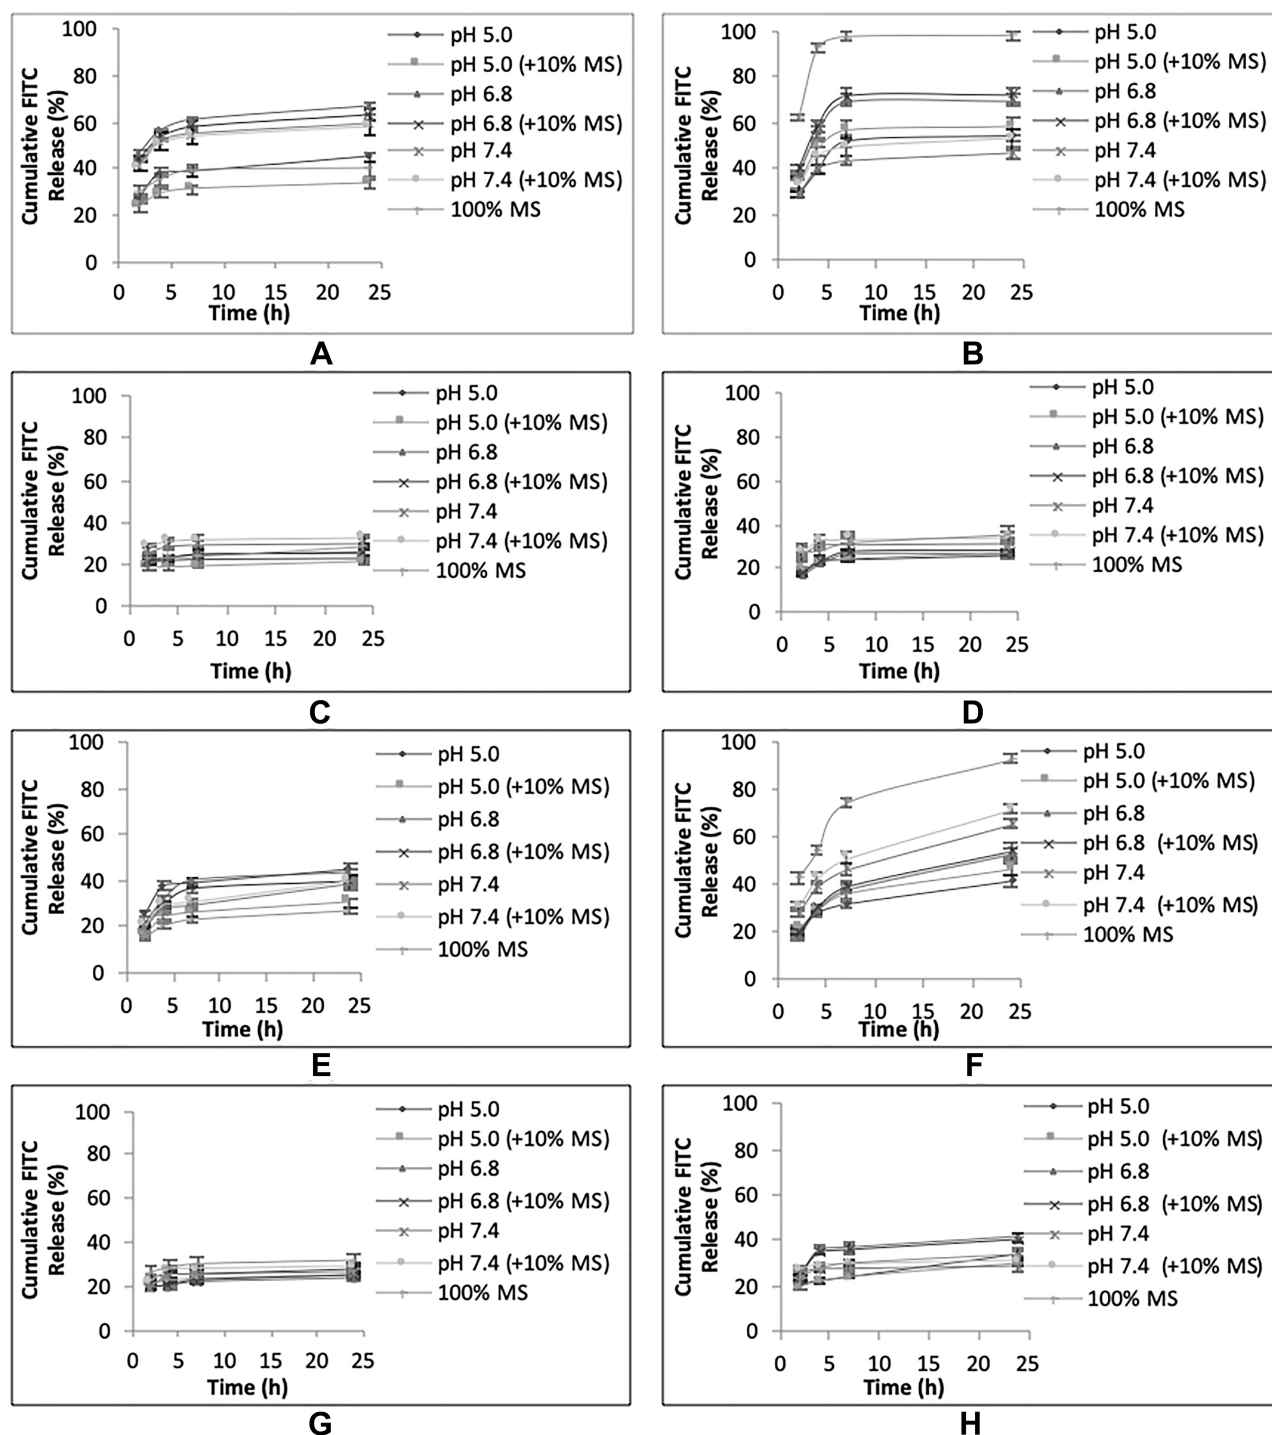 Cumulative FITC
Release (%)
100
80
60
40
20
0
0 5 10 15 20 25
Time (h)
pH 5.0
pH 5.0 (+10% MS)
pH 6.8
pH 6.8 (+10% MS)
pH 7.4
pH 7.4 (+10% MS)
100% MS
A
Cumulative FITC
Release (%)
100
80
60
40
20
0
0 5 10 15 20 25
Time (h)
pH 5.0
pH 5.0 (+10% MS)
pH 6.8
pH 6.8 (+10% MS)
pH 7.4
pH 7.4 (+10% MS)
100% MS
B
Cumulative FITC
Release (%)
100
80
60
40
20
0
0 5 10 15 20 25
Time (h)
pH 5.0
pH 5.0 (+10% MS)
pH 6.8
pH 6.8 (+10% MS)
pH 7.4
pH 7.4 (+10% MS)
100% MS
C
Cumulative FITC
Release (%)
100
80
60
40
20
0
0 5 10 15 20 25
Time (h)
pH 5.0
pH 5.0 (+10% MS)
pH 6.8
pH 6.8 (+10% MS)
pH 7.4
pH 7.4 (+10% MS)
100% MS
D
Cumulative FITC
Release (%)
100
80
60
40
20
0
0 5 10 15 20 25
Time (h)
pH 5.0
pH 5.0 (+10% MS)
pH 6.8
pH 6.8 (+10% MS)
pH 7.4
pH 7.4 (+10% MS)
100% MS
E
Cumulative FITC
Release (%)
100
80
60
40
20
0
0 5 10 15 20 25
Time (h)
pH 5.0
pH 5.0 (+10% MS)
pH 6.8
pH 6.8 (+10% MS)
pH 7.4
pH 7.4 (+10% MS)
100% MS
F
Cumulative FITC
Release (%)
100
80
60
40
20
0
0 5 10 15 20 25
Time (h)
pH 5.0
pH 5.0 (+10% MS)
pH 6.8
pH 6.8 (+10% MS)
pH 7.4
pH 7.4 (+10% MS)
100% MS
G
Cumulative FITC
Release (%)
100
80
60
40
20
0
0 5 10 15 20 25
Time (h)
pH 5.0
pH 5.0 (+10% MS)
pH 6.8
pH 6.8 (+10% MS)
pH 7.4
pH 7.4 (+10% MS)
100% MS
H